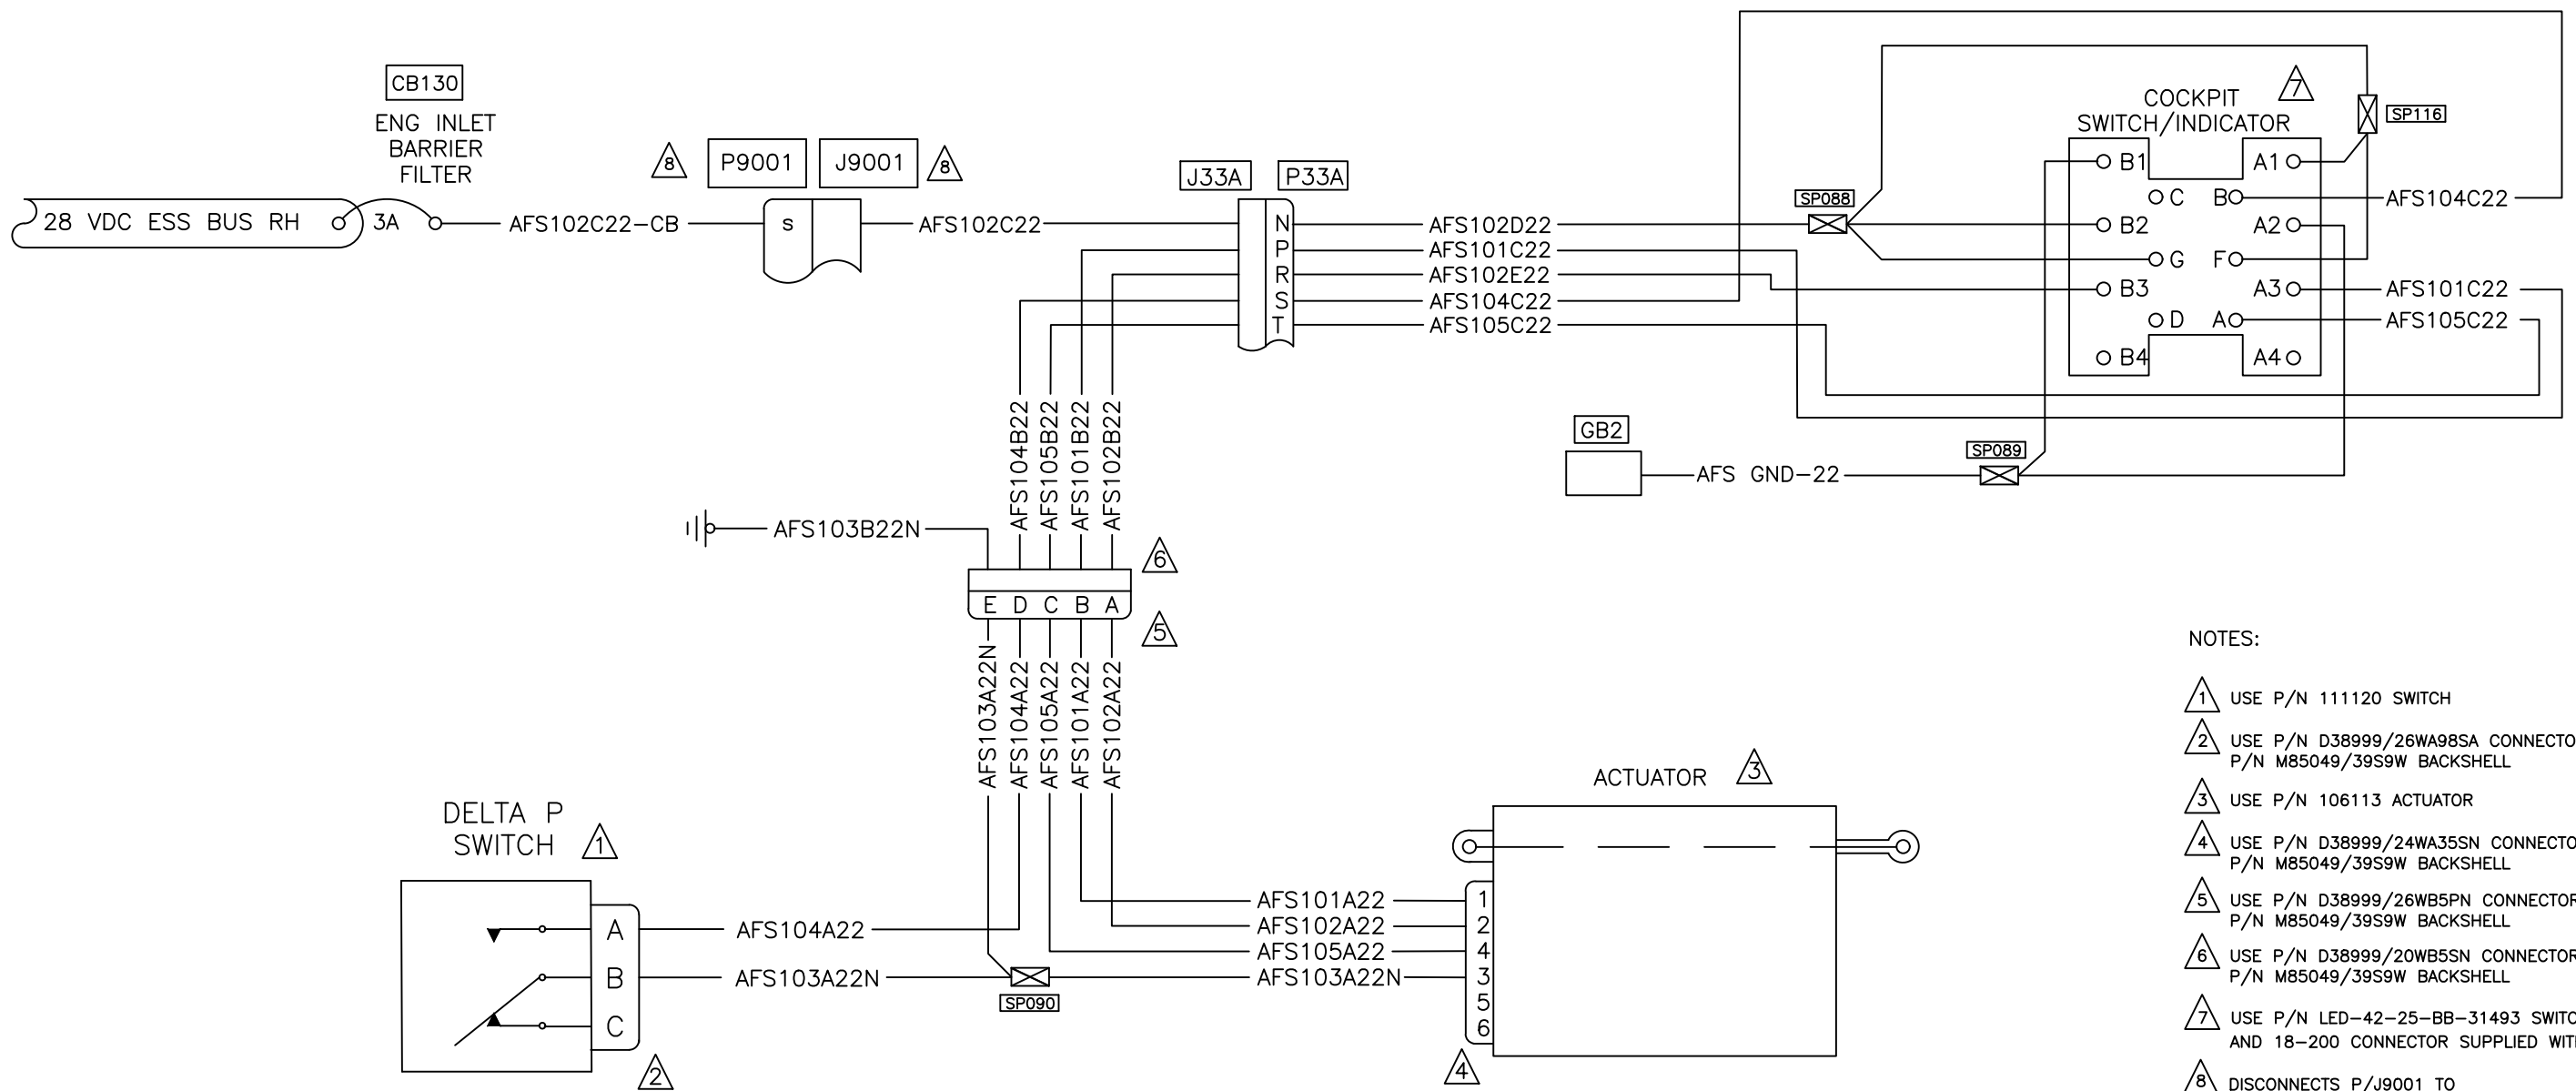 CB130
ENG INLET
BARRIER
FILTER
28 VDC ESS BUS RH
3A
AFS102C22-CB
8
P9001
J9001
8
s
AFS102C22
J33A
P33A
N
P
R
S
T
AFS102D22
AFS101C22
AFS102E22
AFS104C22
AFS105C22
SP088
COCKPIT
SWITCH/INDICATOR
7
SP116
B1
A1
C
B
B2
A2
G
F
B3
A3
D
A
B4
A4
AFS104C22
AFS101C22
AFS105C22
GB2
AFS GND-22
SP089
AFS104B22
AFS105B22
AFS101B22
AFS102B22
AFS103B22N
6
E D C B A
5
AFS103A22N
AFS104A22
AFS105A22
AFS101A22
AFS102A22
DELTA P
SWITCH
1
A
B
C
2
AFS104A22
AFS103A22N
SP090
ACTUATOR
3
AFS101A22
AFS102A22
AFS105A22
AFS103A22N
1
2
4
3
5
6
4
NOTES:
1 USE P/N 111120 SWITCH
2 USE P/N D38999/26WA98SA CONNECTO
P/N M85049/39S9W BACKSHELL
3 USE P/N 106113 ACTUATOR
4 USE P/N D38999/24WA35SN CONNECTO
P/N M85049/39S9W BACKSHELL
5 USE P/N D38999/26WB5PN CONNECTOR
P/N M85049/39S9W BACKSHELL
6 USE P/N D38999/20WB5SN CONNECTOR
P/N M85049/39S9W BACKSHELL
7 USE P/N LED-42-25-BB-31493 SWITC
AND 18-200 CONNECTOR SUPPLIED WIT
8 DISCONNECTS P/J9001 TO